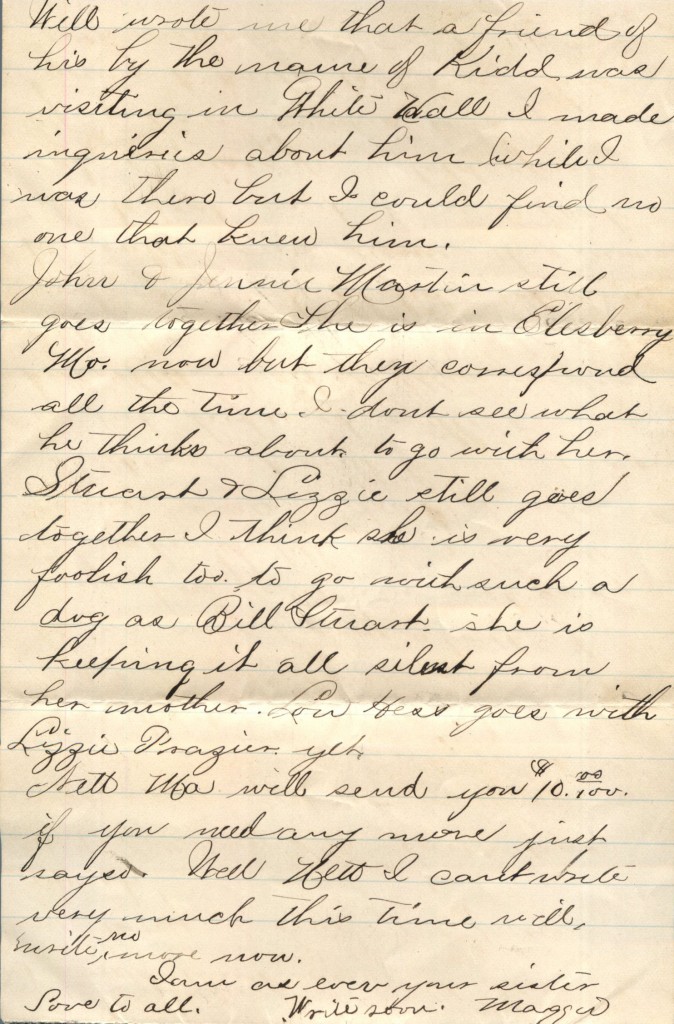 Will wrote me that a friend of
his by the name of Kidd was
visiting in White Hall I made
inquieris about him while I
was there but I could find no
one that knew him.
John & Jennie Martin still
goes together She is in Elesberry
Mo. now but they correspond
all the time. I dont see what
he thinks about to go with her.
Stuart & Lizzie still goes
together I think she is very
foolish too. to go with such a
dog as Bill Stuart. she is
keeping it all silent from
her mother. Lou Hess goes with
Lizzie Frazier. yet.
Nett Ma will send you $10. 00/100.
if you need any more just
sayso. Well Nett I cant write
very much this time will,
write no more now.
I am as ever your sister
Love to all. Write soon. Maggie